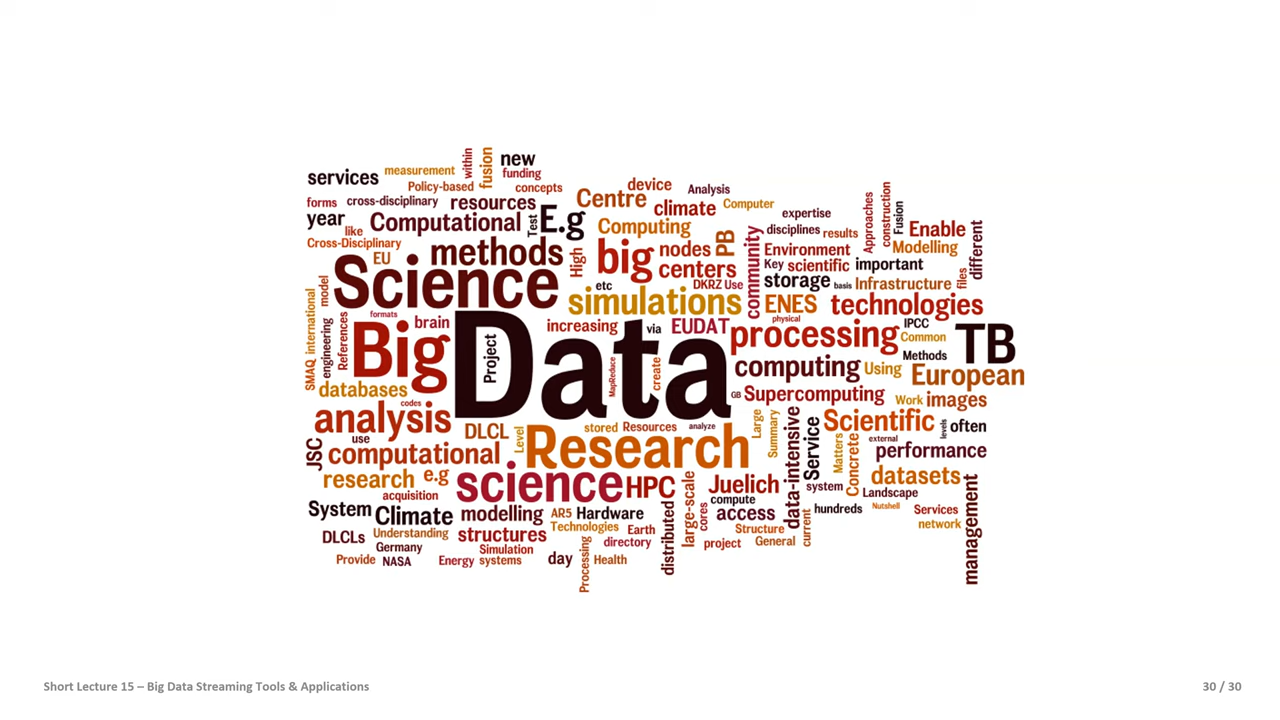 services
measurement
within
fusion
new
funding
Policy-based
concepts
forms
cross-disciplinary
resources
year
like
Computational
Test
E.g
Centre
device
Analysis
climate
Computer
Computing
expertise
disciplines
results
Approaches
construction
Fusion
Enable
Modelling
different
Cross-Disciplinary
EU
methods
High
big
nodes
PB
centers
community
Environment
Key
scientific
important
files
model
Science
etc
simulations
DKRZ
Use
storage
basis
Infrastructure
ENES
technologies
physical
international
engineering
References
formats
brain
increasing
via
EUDAT
processing
IPCC
Common
TB
Big
Data
Project
MapReduce
create
computing
Methods
Using
European
SMAQ
databases
codes
GB
Supercomputing
Work
images
analysis
use
DLCL
Level
stored
Resources
analyze
Large
Summary
data-intensive
Service
Scientific
levels
often
JSC
computational
Research
Matters
Concrete
external
performance
research
e.g
acquisition
science
HPC
large-scale
Juelich
system
datasets
Landscape
System
Climate
modelling
AR5
Hardware
distributed
cores
compute
access
current
hundreds
Nutshell
Services
network
management
DLCLs
Understanding
structures
Technologies
Earth
directory
Structure
project
General
Germany
Simulation
Provide
NASA
Energy
systems
day
Processing
Health
Short Lecture 15 – Big Data Streaming Tools & Applications
30 / 30